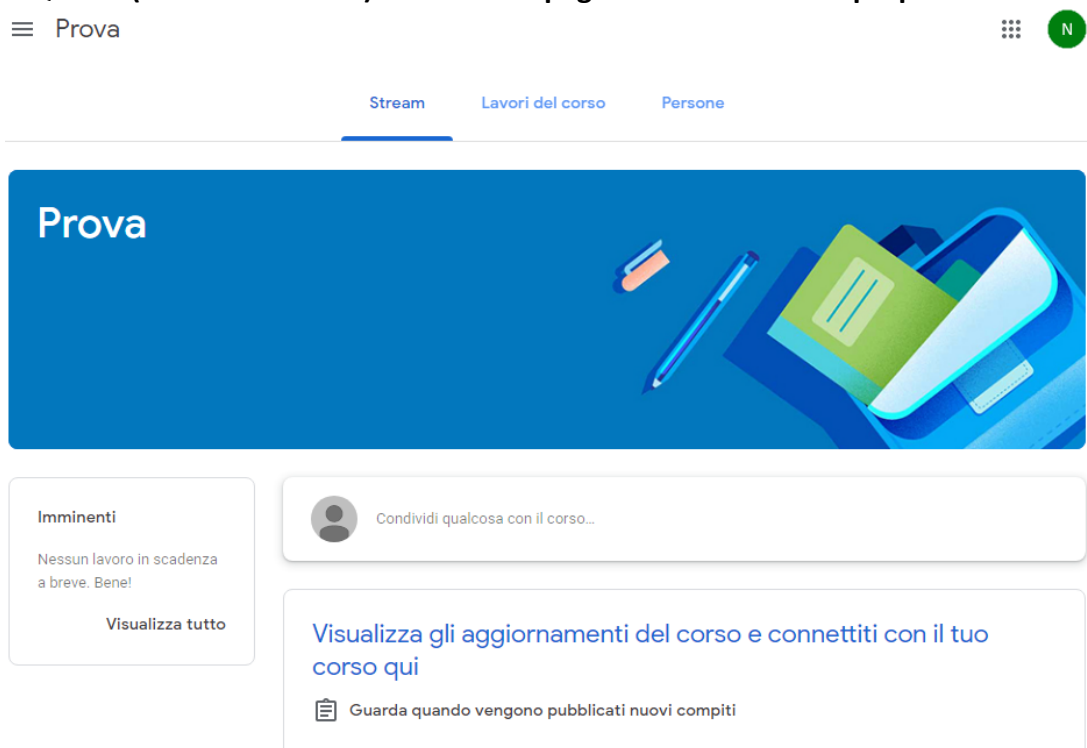 Prova
N
Stream Lavori del corso Persone
Prova
Imminenti
Nessun lavoro in scadenza
a breve. Bene!
Visualizza tutto
Condividi qualcosa con il corso...
Visualizza gli aggiornamenti del corso e connettiti con il tuo
corso qui
Guarda quando vengono pubblicati nuovi compiti